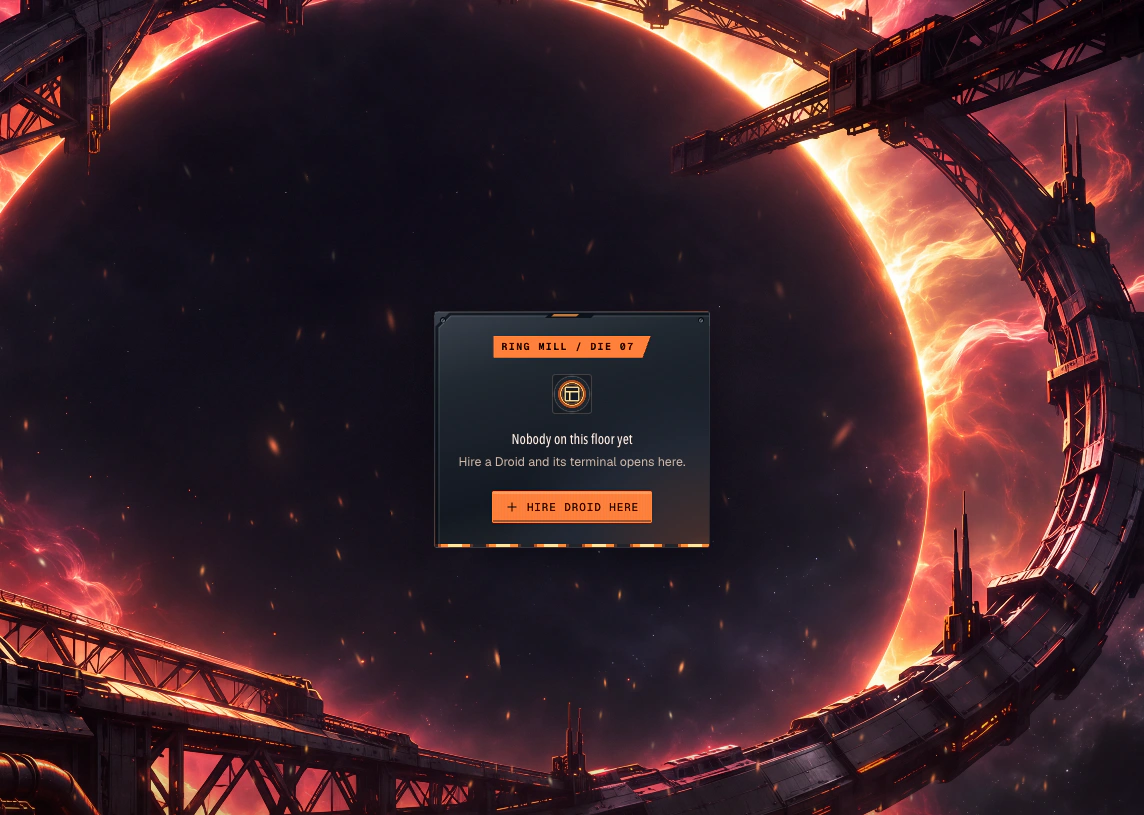 RING MILL / DIE 07
Nobody on this floor yet
Hire a Droid and its terminal opens here.
+ HIRE DROID HERE